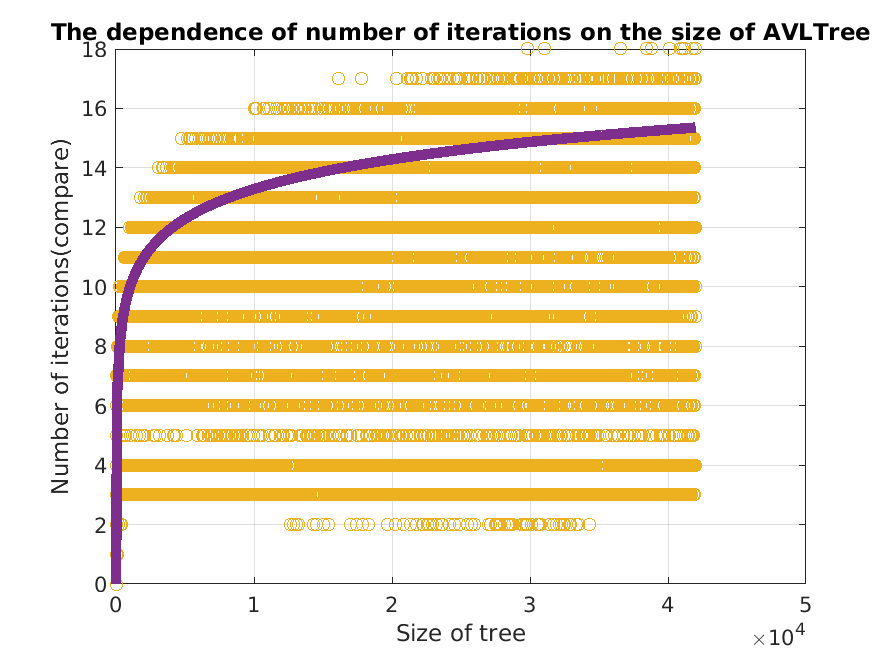 The dependence of number of iterations on the size of AVLTree
18
16
14
12
10
8
6
4
2
0
Number of iterations(compare)
0 1 2 3 4 5
Size of tree
×10^4